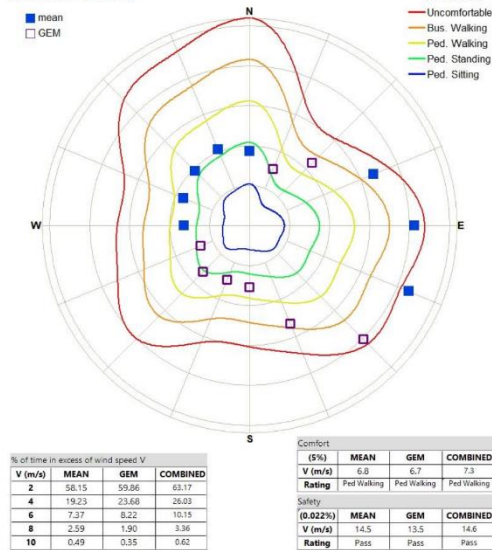 N
mean
GEM
Uncomfortable
Bus. Walking
Ped. Walking
Ped. Standing
Ped. Sitting
W
E
S
% of time in excess of wind speed V
V (m/s) MEAN GEM COMBINED
2 58.15 59.86 63.17
4 19.23 23.68 26.03
6 7.37 8.22 10.15
8 2.59 1.90 3.36
10 0.49 0.35 0.62
Comfort
(5%) MEAN GEM COMBINED
V (m/s) 6.8 6.7 7.3
Rating Ped Walking Ped Walking Ped Walking
Safety
(0.022%) MEAN GEM COMBINED
V (m/s) 14.5 13.5 14.6
Rating Pass Pass Pass